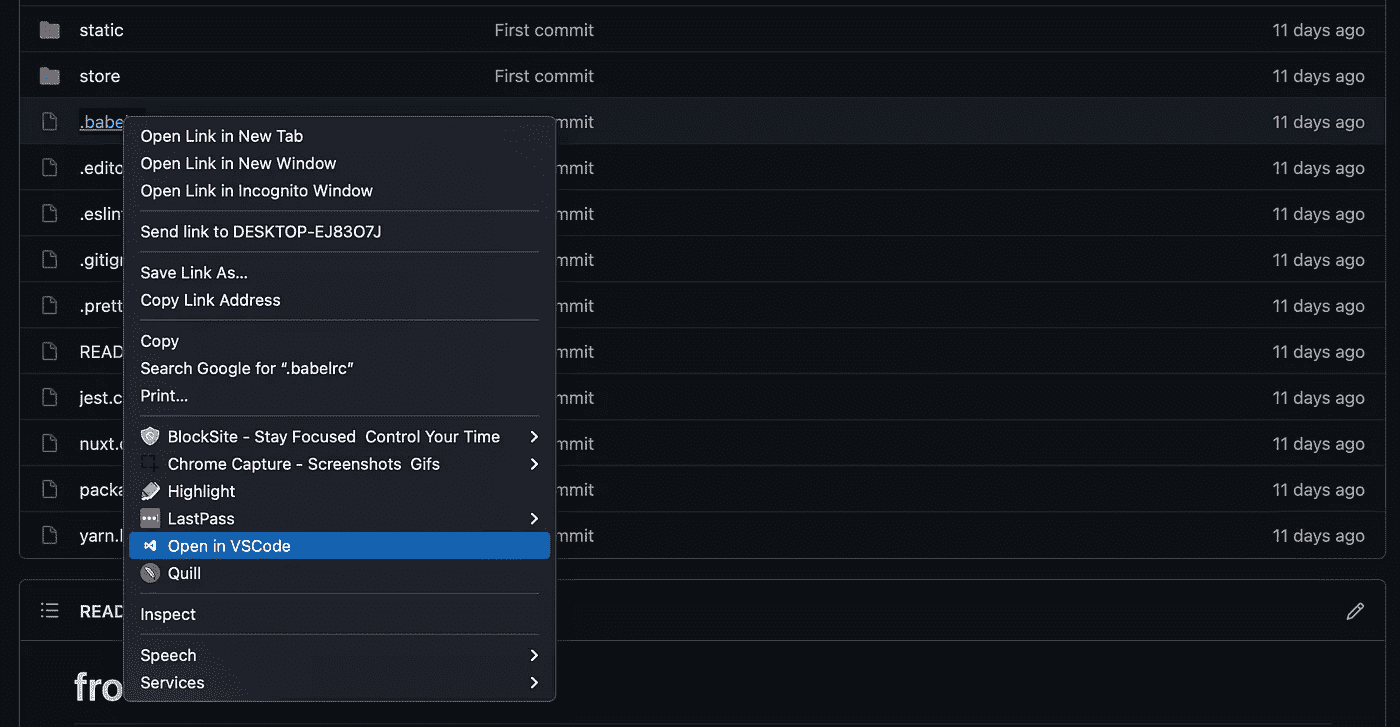 static First commit 11 days ago
store First commit 11 days ago
.babe mmit 11 days ago
.edito mmit 11 days ago
.eslin mmit 11 days ago
.gitign mmit 11 days ago
.prett mmit 11 days ago
READ mmit 11 days ago
jest.c mmit 11 days ago
nuxt.c mmit 11 days ago
packa mmit 11 days ago
yarn.l mmit 11 days ago
Open Link in New Tab
Open Link in New Window
Open Link in Incognito Window
Send link to DESKTOP-EJ83O7J
Save Link As...
Copy Link Address
Copy
Search Google for “.babelrc”
Print...
BlockSite - Stay Focused Control Your Time
Chrome Capture - Screenshots Gifs
Highlight
LastPass
Open in VSCode
Quill
Inspect
Speech
Services
READ
fro